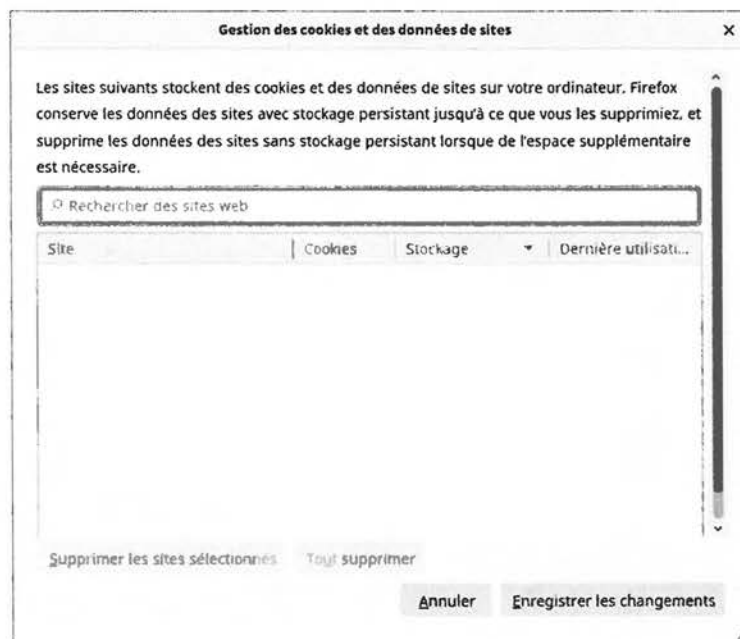 Gestion des cookies et des données de sites
Les sites suivants stockent des cookies et des données de sites sur votre ordinateur. Firefox
conserve les données des sites avec stockage persistant jusqu'à ce que vous les supprimiez, et
supprime les données des sites sans stockage persistant lorsque de l'espace supplémentaire
est nécessaire.
Rechercher des sites web
Site Cookies Stockage Dernière utilisati...
Supprimer les sites sélectionnés Tout supprimer
Annuler Enregistrer les changements